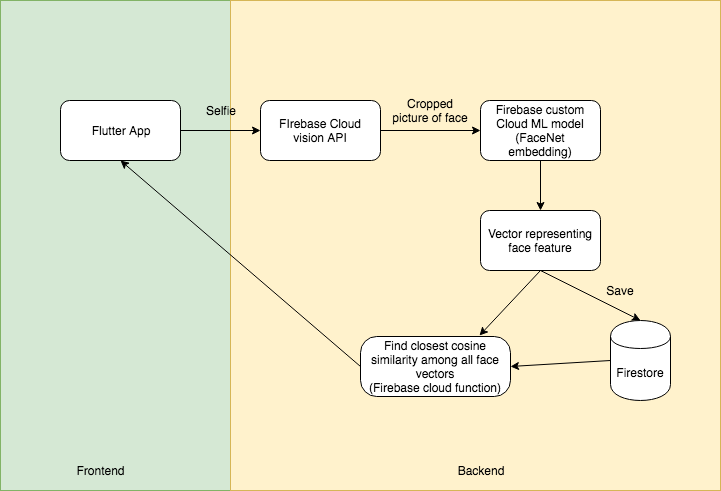 Flutter App
Selfie
FIrebase Cloud
vision API
Cropped
picture of face
Firebase custom
Cloud ML model
(FaceNet
embedding)
Vector representing
face feature
Save
Find closest cosine
similarity among all face
vectors
(Firebase cloud function)
Firestore
Frontend
Backend